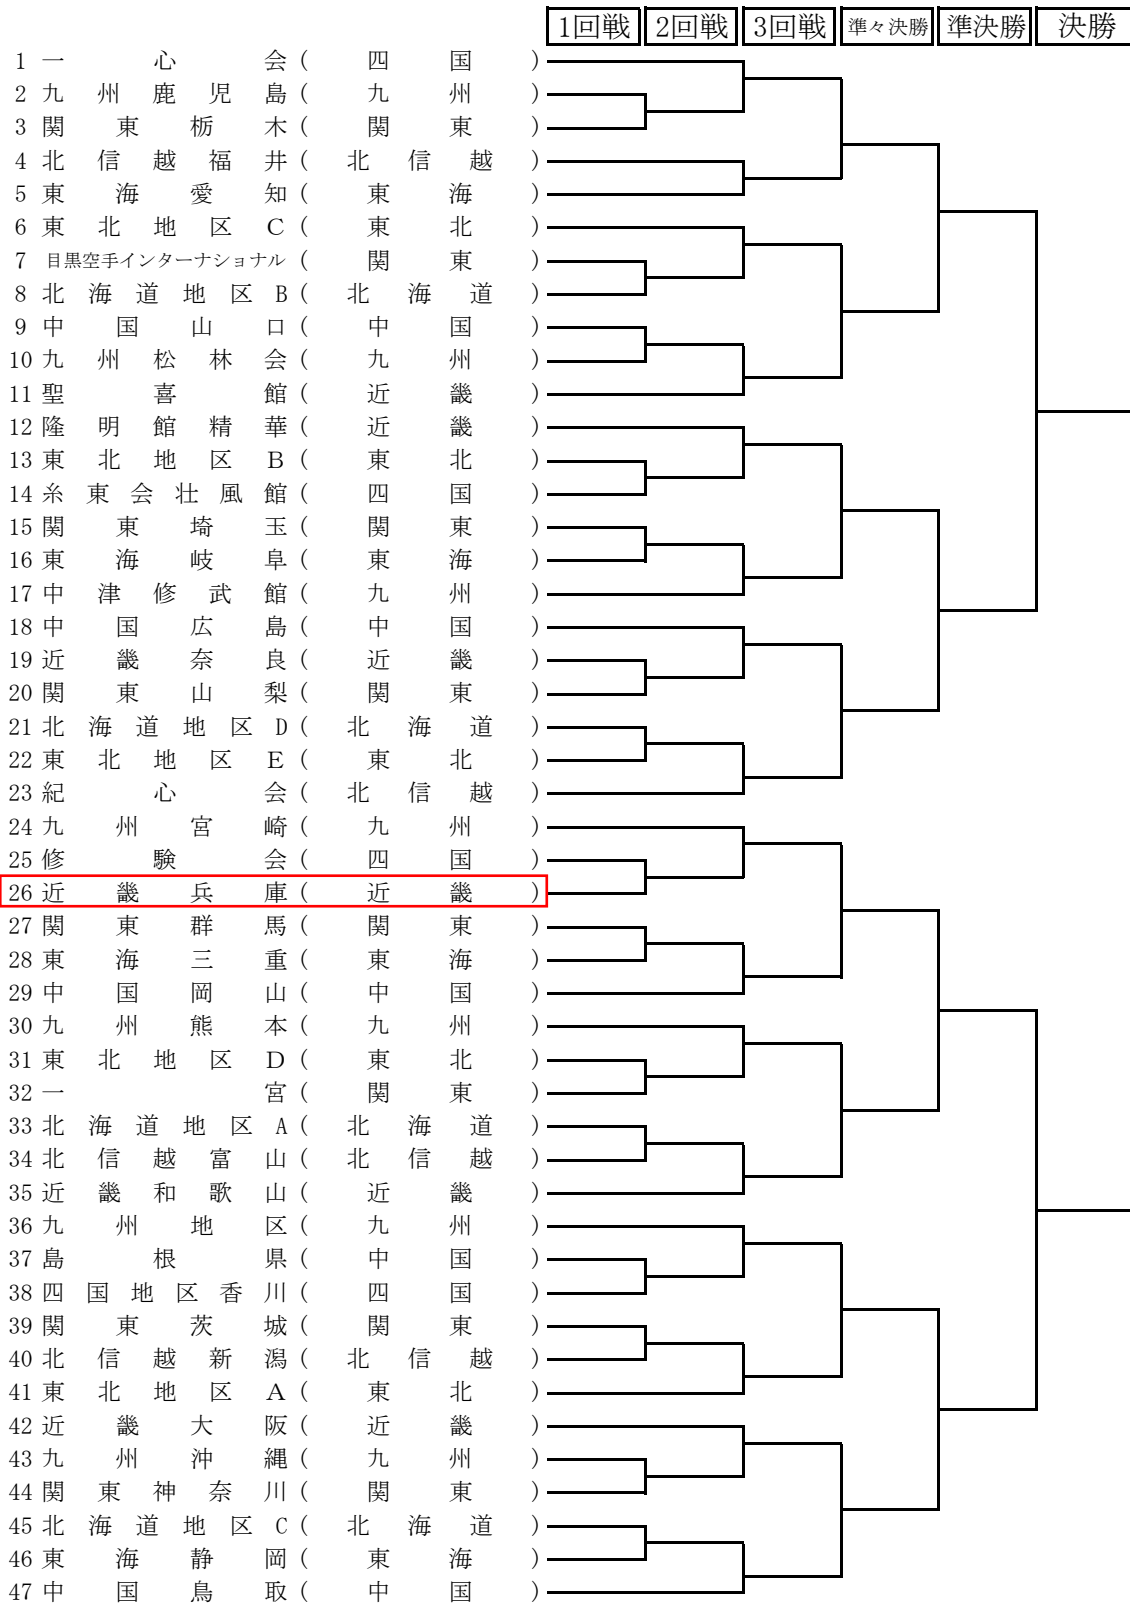 1回戦 2回戦 3回戦 準々決勝 準決勝 決勝
1 一心会 ( 四国 )
2 九州鹿児島 ( 九州 )
3 関東栃木 ( 関東 )
4 北信越福井 ( 北信越 )
5 東海愛知 ( 東海 )
6 東北地区C ( 東北 )
7 目黒空手インターナショナル ( 関東 )
8 北海道地区B ( 北海道 )
9 中国山口 ( 中国 )
10 九州松林会 ( 九州 )
11 聖喜館 ( 近畿 )
12 隆明館精華 ( 近畿 )
13 東北地区B ( 東北 )
14 糸東会壮風館 ( 四国 )
15 関東埼玉 ( 関東 )
16 東海岐阜 ( 東海 )
17 中津修武館 ( 九州 )
18 中国広島 ( 中国 )
19 近畿奈良 ( 近畿 )
20 関東山梨 ( 関東 )
21 北海道地区D ( 北海道 )
22 東北地区E ( 東北 )
23 紀心会 ( 北信越 )
24 九州宮崎 ( 九州 )
25 修験会 ( 四国 )
26 近畿兵庫 ( 近畿 )
27 関東群馬 ( 関東 )
28 東海三重 ( 東海 )
29 中国岡山 ( 中国 )
30 九州熊本 ( 九州 )
31 東北地区D ( 東北 )
32 一宮 ( 関東 )
33 北海道地区A ( 北海道 )
34 北信越富山 ( 北信越 )
35 近畿和歌山 ( 近畿 )
36 九州地区 ( 九州 )
37 島根県 ( 中国 )
38 四国地区香川 ( 四国 )
39 関東茨城 ( 関東 )
40 北信越新潟 ( 北信越 )
41 東北地区A ( 東北 )
42 近畿大阪 ( 近畿 )
43 九州沖縄 ( 九州 )
44 関東神奈川 ( 関東 )
45 北海道地区C ( 北海道 )
46 東海静岡 ( 東海 )
47 中国鳥取 ( 中国 )